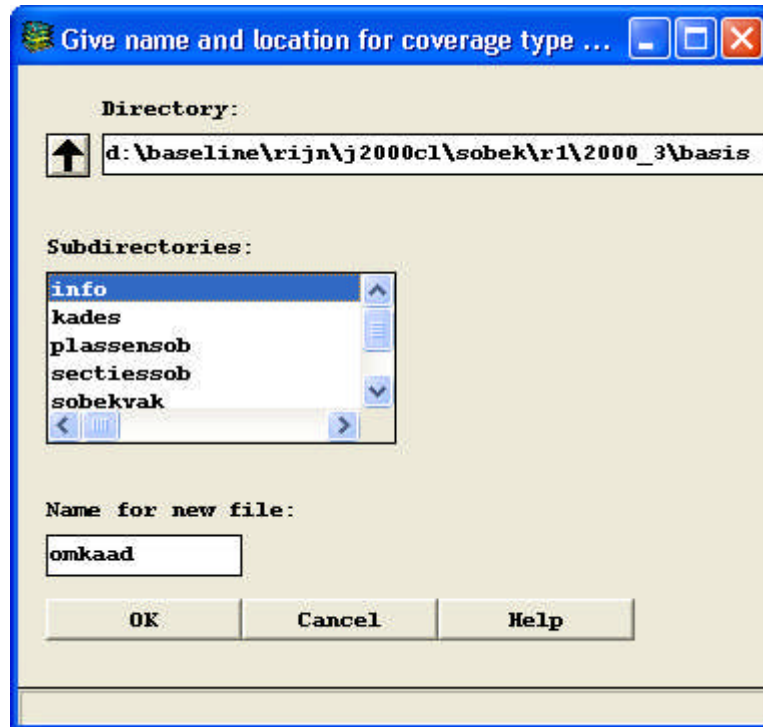 Give name and location for coverage type ...
Directory:
d:\baseline\rijn\j2000cl\sobek\r1\2000_3\basis
Subdirectories:
info
kades
plassensob
sectiessob
sobekvak
Name for new file:
omkaad
OK Cancel Help